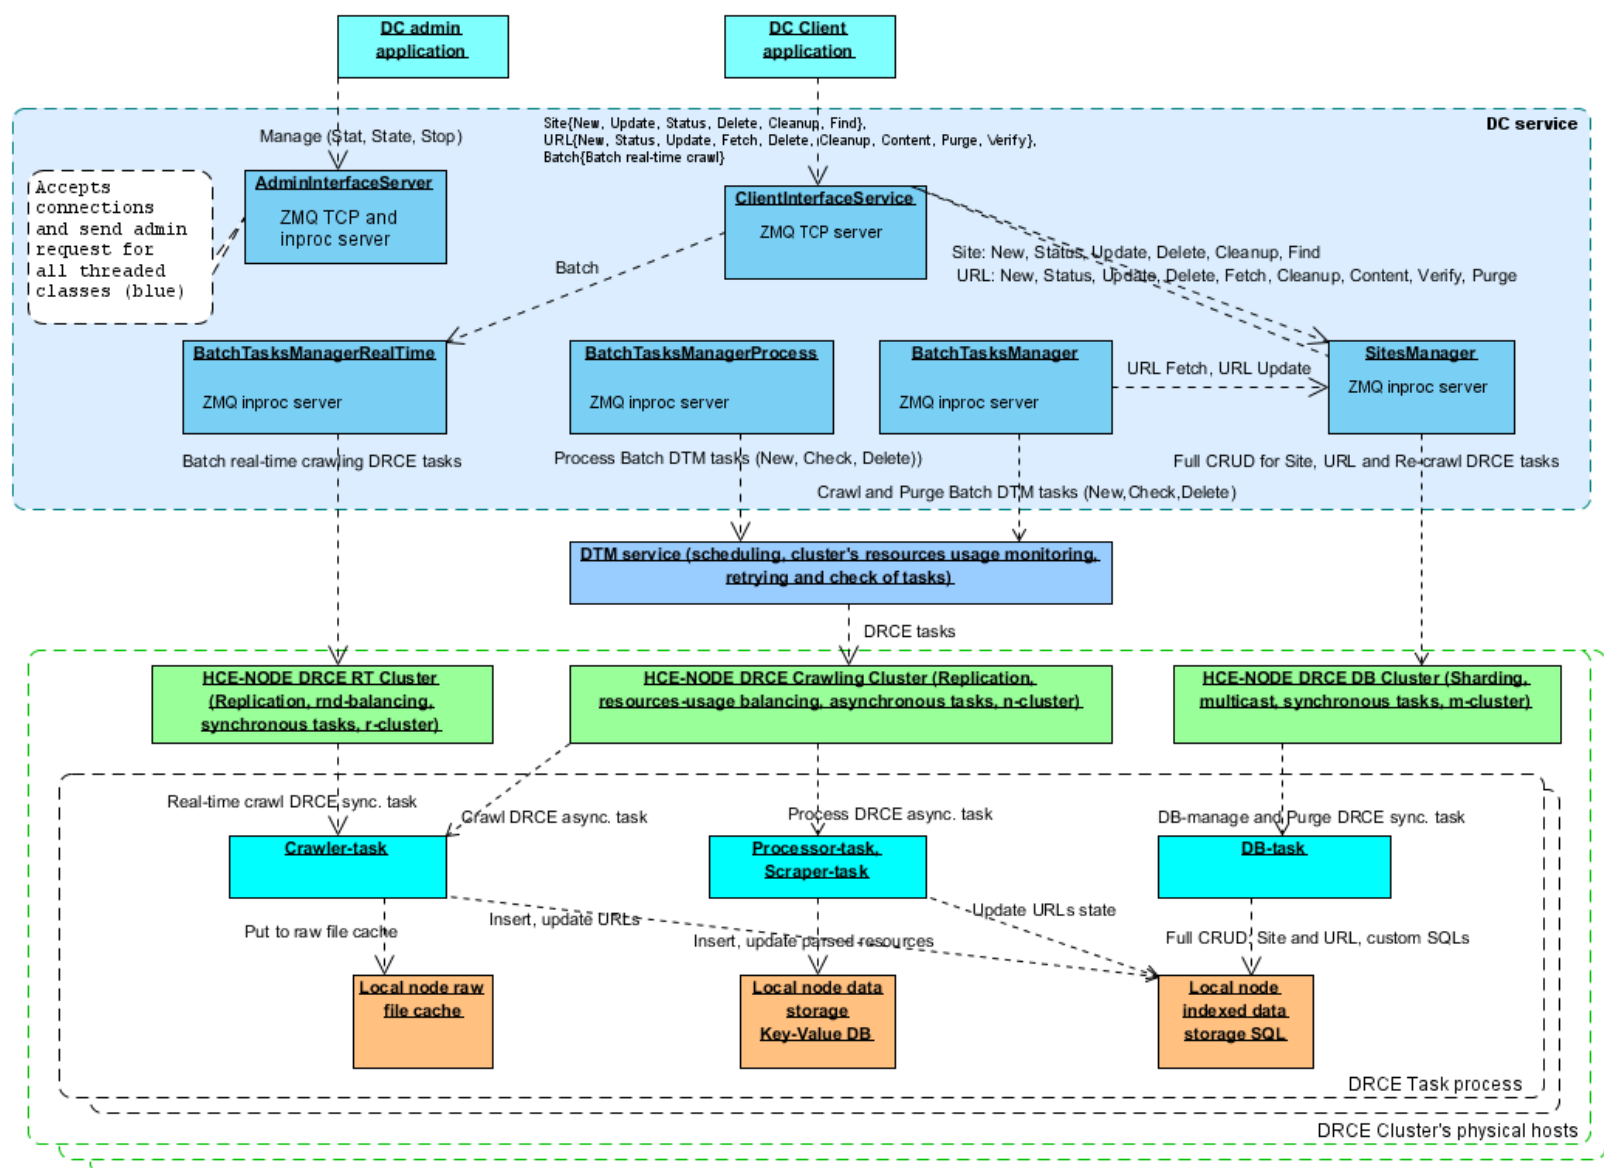 DC admin
application
DC Client
application
DC service
Manage (Stat, State, Stop)
Site{New, Update, Status, Delete, Cleanup, Find},
URL{New, Status, Update, Fetch, Delete, Cleanup, Content, Purge, Verify},
Batch{Batch real-time crawl}
Accepts
connections
and send admin
request for
all threaded
classes (blue)
AdminInterfaceServer
ZMQ TCP and
inproc server
ClientInterfaceService
ZMQ TCP server
Batch
Site: New, Status, Update, Delete, Cleanup, Find
URL: New, Status, Update, Delete, Fetch, Cleanup, Content, Verify, Purge
BatchTasksManagerRealTime
ZMQ inproc server
BatchTasksManagerProcess
ZMQ inproc server
BatchTasksManager
ZMQ inproc server
URL Fetch, URL Update
SitesManager
ZMQ inproc server
Batch real-time crawling DRCE tasks
Process Batch DTM tasks (New, Check, Delete))
Full CRUD for Site, URL and Re-crawl DRCE tasks
Crawl and Purge Batch DTM tasks (New,Check,Delete)
DTM service (scheduling, cluster's resources usage monitoring,
retrying and check of tasks)
DRCE tasks
HCE-NODE DRCE RT Cluster
(Replication, rnd-balancing,
synchronous tasks, r-cluster)
HCE-NODE DRCE Crawling Cluster (Replication,
resources-usage balancing, asynchronous tasks, n-cluster)
HCE-NODE DRCE DB Cluster (Sharding,
multicast, synchronous tasks, m-cluster)
Real-time crawl DRCE sync. task
Crawl DRCE async. task
Process DRCE async. task
DB-manage and Purge DRCE sync. task
Crawler-task
Processor-task,
Scraper-task
DB-task
Put to raw file cache
Insert, update URLs
Insert, update parsed resources
Update URLs state
Full CRUD, Site and URL, custom SQLs
Local node raw
file cache
Local node data
storage
Key-Value DB
Local node
indexed data
storage SQL
DRCE Task process
DRCE Cluster's physical hosts